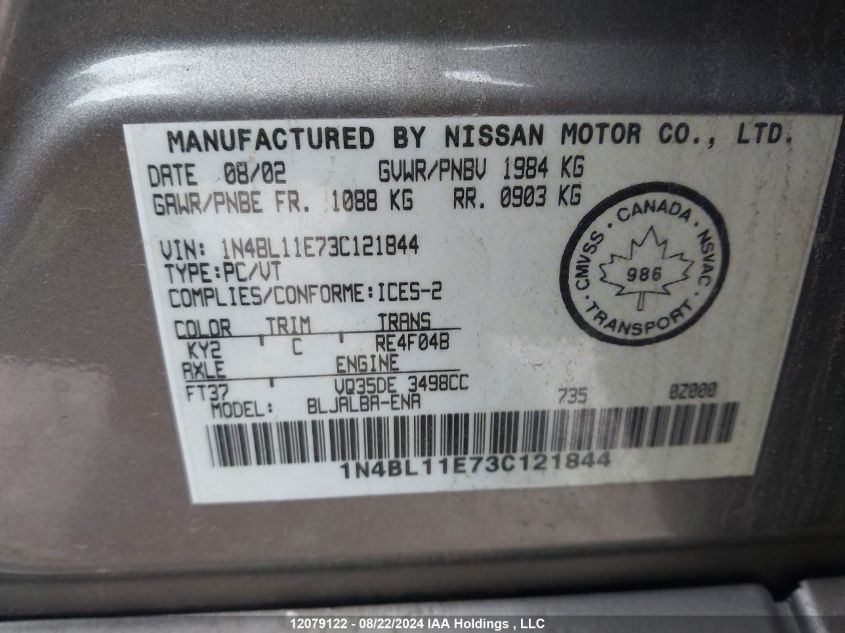 MANUFACTURED BY NISSAN MOTOR CO., LTD.
DATE 08/02 GVWR/PNBV 1984 KG
GAWR/PNBE FR. 1088 KG RR. 0903 KG
VIN: 1N4BL11E73C121844
TYPE:PC/VT
COMPLIES/CONFORME:ICES-2
CMVSS · CANADA · NSVAC · TRANSPORT ·
986
COLOR TRIM TRANS
KY2 ' C ' RE4F04B
AXLE ENGINE
FT37 ' VQ35DE 3498CC
MODEL: BLJALBA-ENA 735 0Z000
1N4BL11E73C121844
12079122 - 08/22/2024 IAA Holdings , LLC